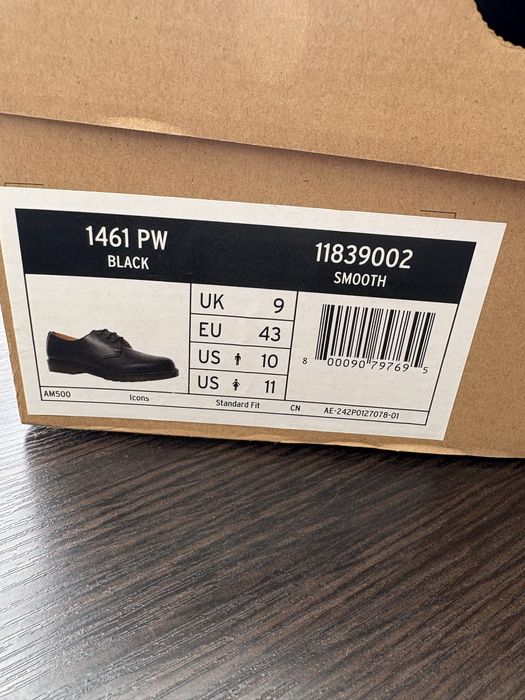 1461 PW
BLACK
11839002
SMOOTH
UK 9
EU 43
US 10
US 11
8 00090 79769 5
AM500 Icons Standard Fit CN AE-242P0127078-01